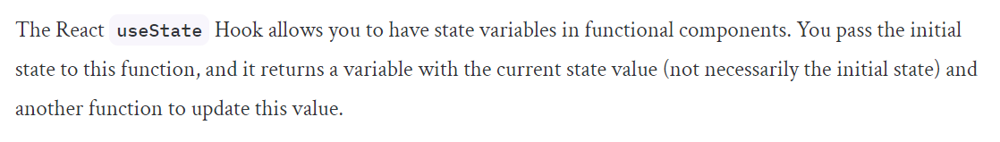 The React useState Hook allows you to have state variables in functional components. You pass the initial
state to this function, and it returns a variable with the current state value (not necessarily the initial state) and
another function to update this value.